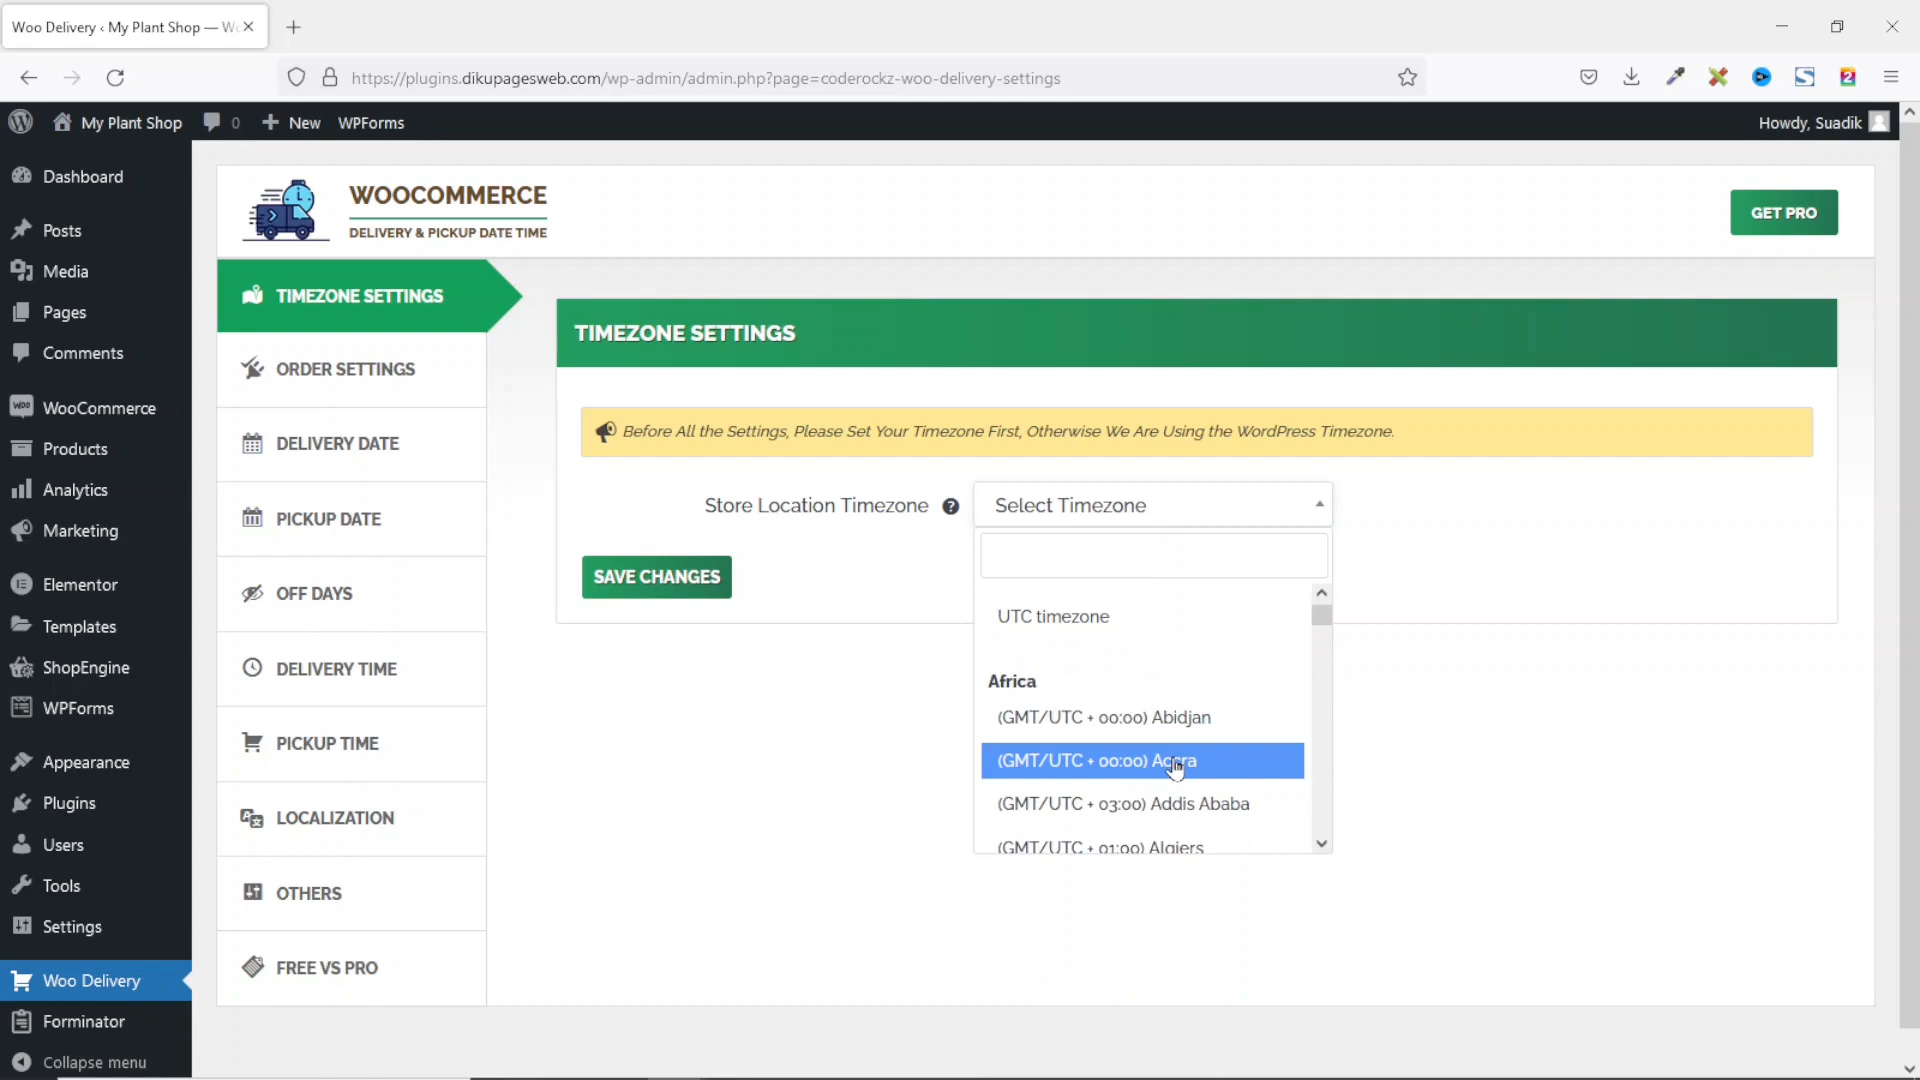 Woo Delivery ‹ My Plant Shop — W
https://plugins.dikupagesweb.com/wp-admin/admin.php?page=coderockz-woo-delivery-settings
2
My Plant Shop
0
New
WPForms
Howdy, Suadik
Dashboard
Posts
Media
Pages
Comments
WooCommerce
Products
Analytics
Marketing
Elementor
Templates
ShopEngine
WPForms
Appearance
Plugins
Users
Tools
Settings
Woo Delivery
Forminator
Collapse menu
WOOCOMMERCE
DELIVERY & PICKUP DATE TIME
GET PRO
TIMEZONE SETTINGS
ORDER SETTINGS
DELIVERY DATE
PICKUP DATE
OFF DAYS
DELIVERY TIME
PICKUP TIME
LOCALIZATION
OTHERS
FREE VS PRO
TIMEZONE SETTINGS
Before All the Settings, Please Set Your Timezone First, Otherwise We Are Using the WordPress Timezone.
Store Location Timezone
Select Timezone
SAVE CHANGES
UTC timezone
Africa
(GMT/UTC + 00:00) Abidjan
(GMT/UTC + 00:00) Accra
(GMT/UTC + 03:00) Addis Ababa
(GMT/UTC + 01:00) Algiers